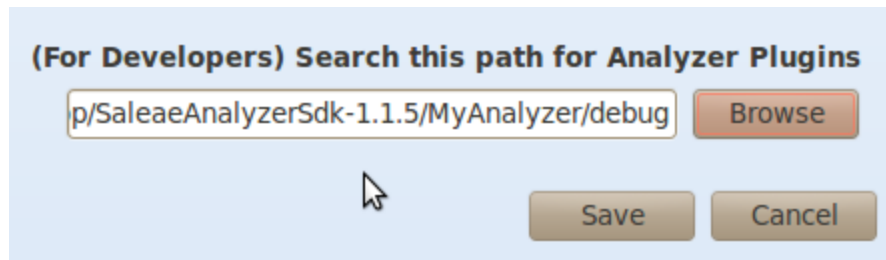 (For Developers) Search this path for Analyzer Plugins
p/SaleaeAnalyzerSdk-1.1.5/MyAnalyzer/debug Browse
Save Cancel